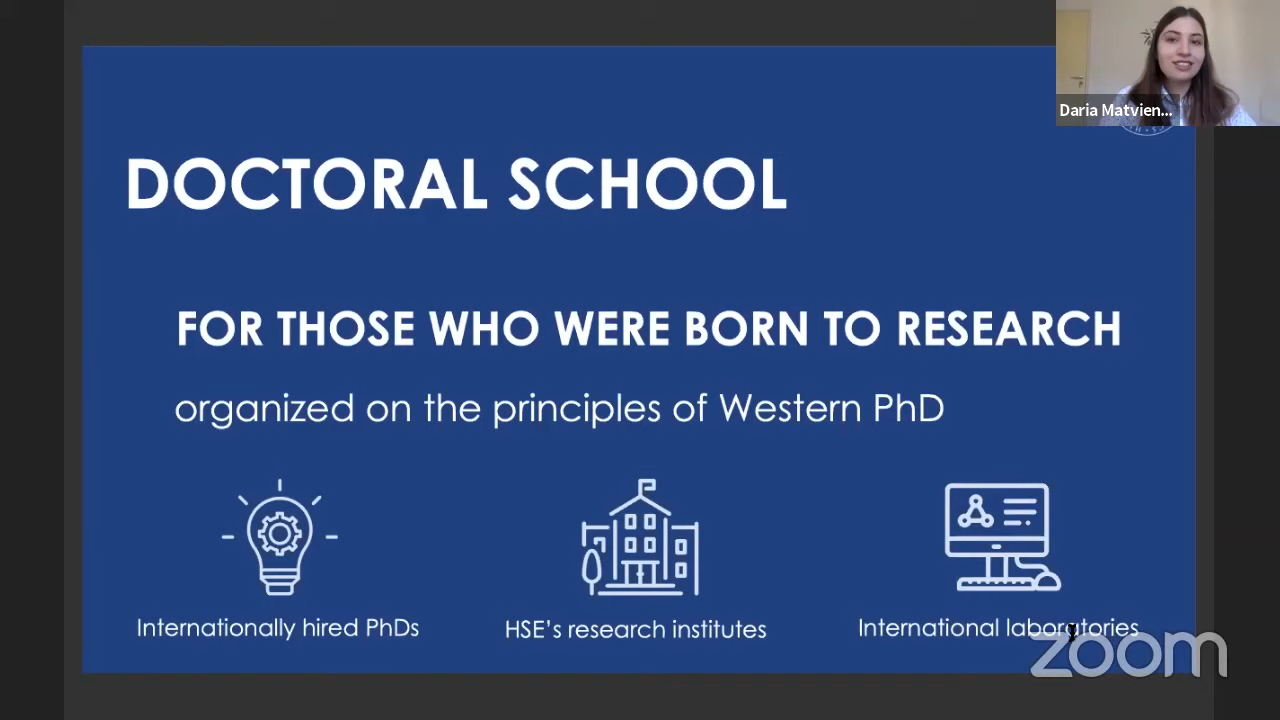 Daria Matvien...
DOCTORAL SCHOOL
FOR THOSE WHO WERE BORN TO RESEARCH
organized on the principles of Western PhD
Internationally hired PhDs
HSE's research institutes
International laboratories
zoom